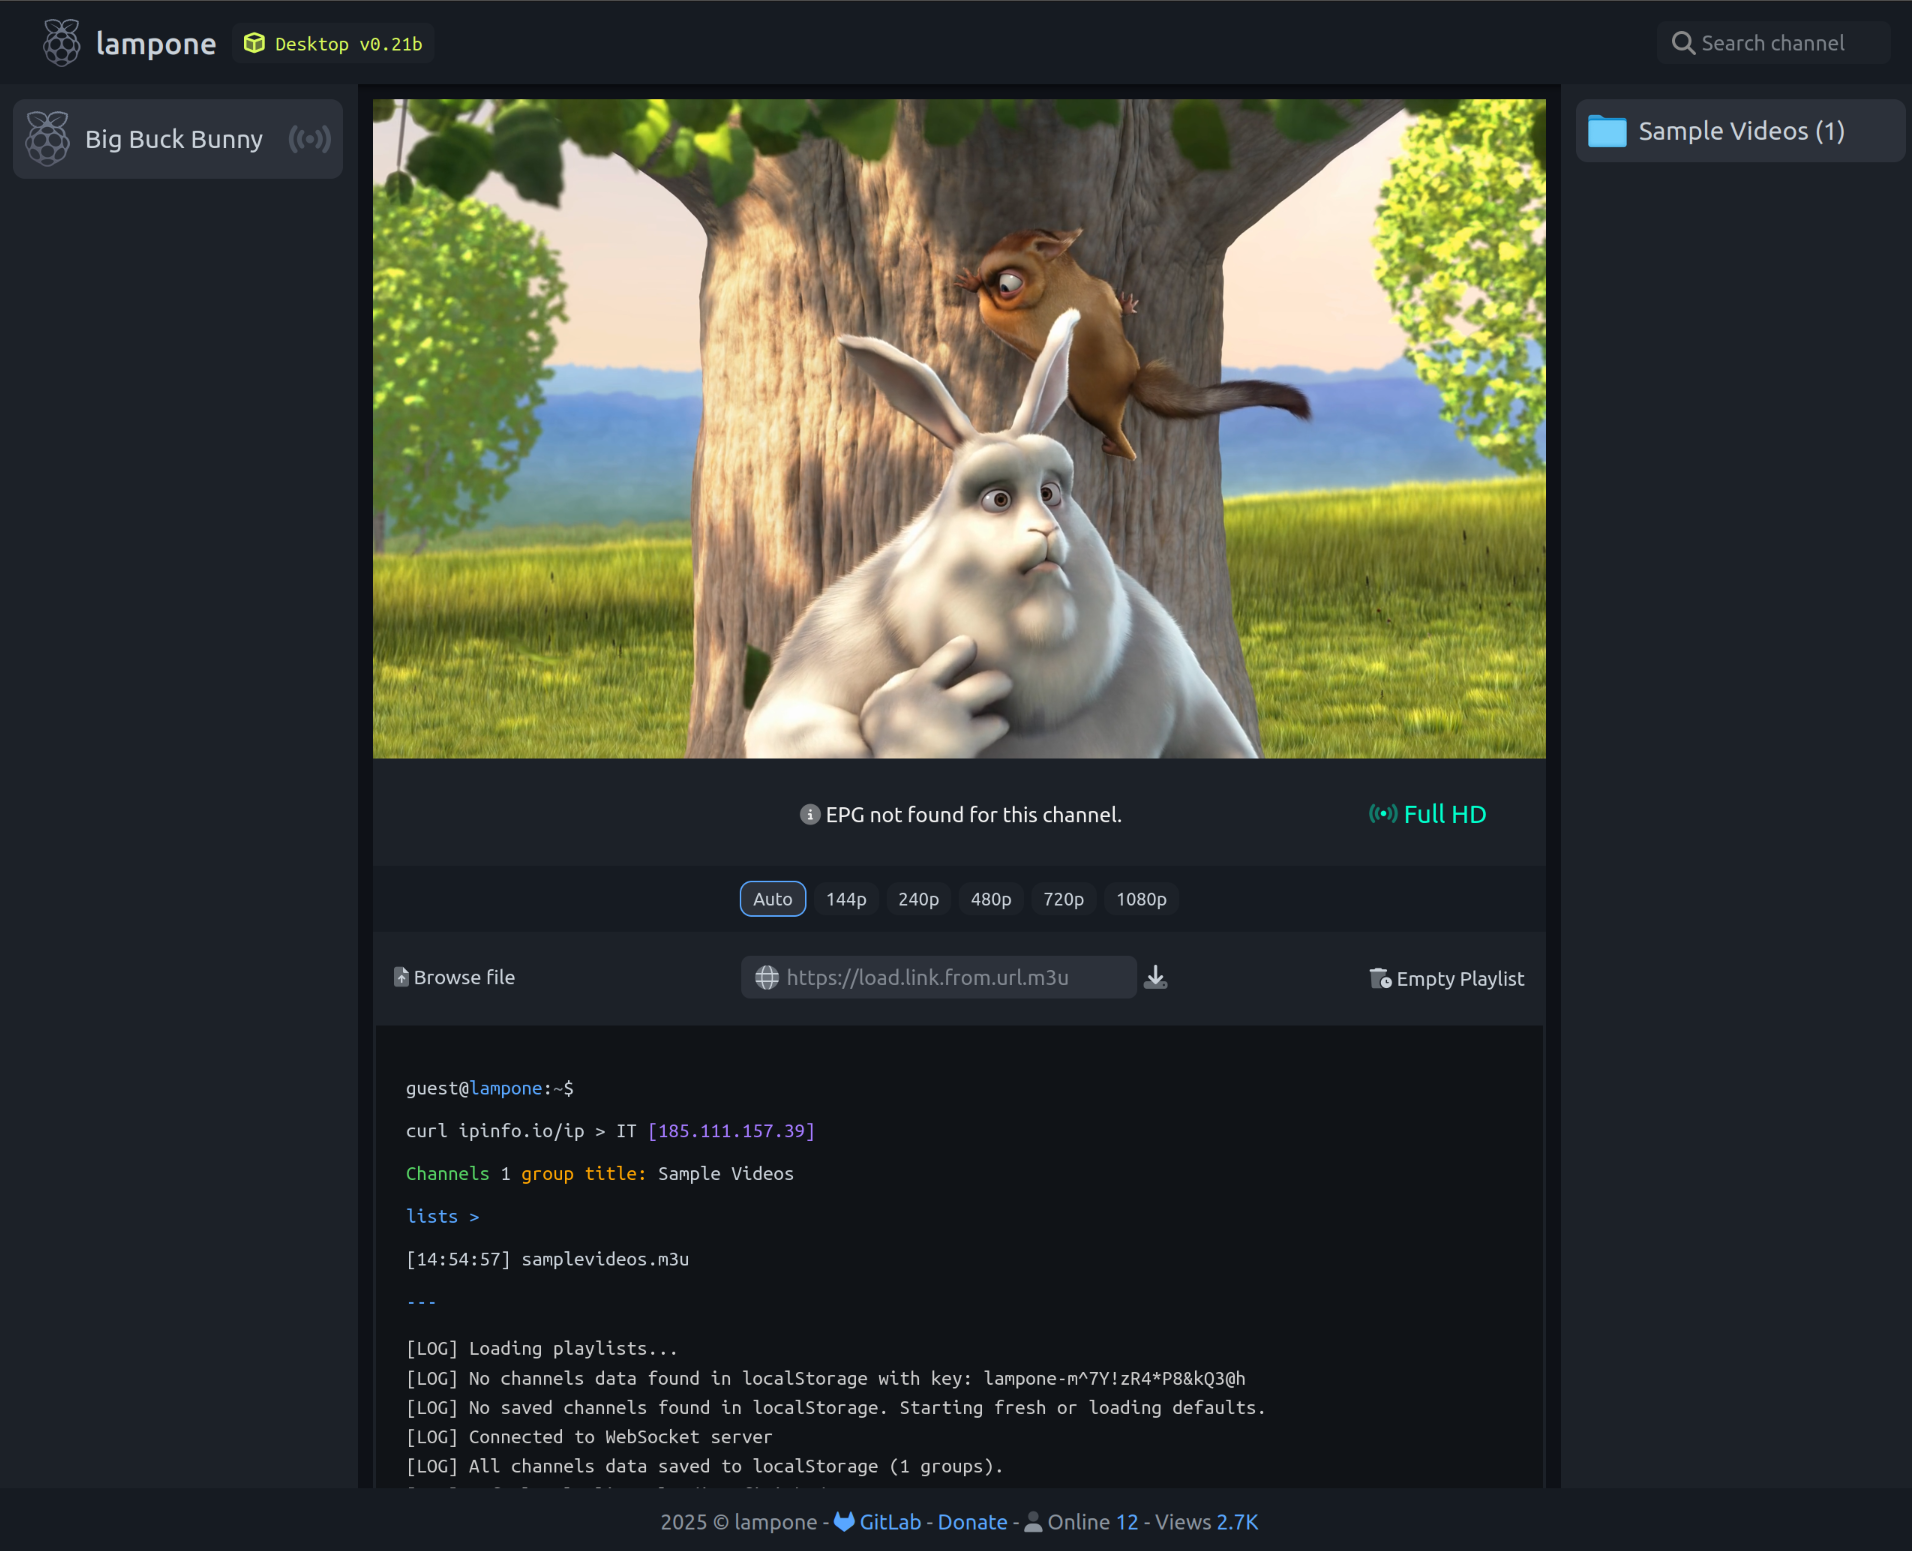 lampone
Desktop v0.21b
Search channel
Big Buck Bunny
Sample Videos (1)
EPG not found for this channel.
Full HD
Auto 144p 240p 480p 720p 1080p
Browse file
https://load.link.from.url.m3u
Empty Playlist
guest@lampone:~$
curl ipinfo.io/ip > IT [185.111.157.39]
Channels 1 group title: Sample Videos
lists >
[14:54:57] samplevideos.m3u
---
[LOG] Loading playlists...
[LOG] No channels data found in localStorage with key: lampone-m^7Y!zR4*P8&kQ3@h
[LOG] No saved channels found in localStorage. Starting fresh or loading defaults.
[LOG] Connected to WebSocket server
[LOG] All channels data saved to localStorage (1 groups).
2025 © lampone - GitLab - Donate - Online 12 - Views 2.7K